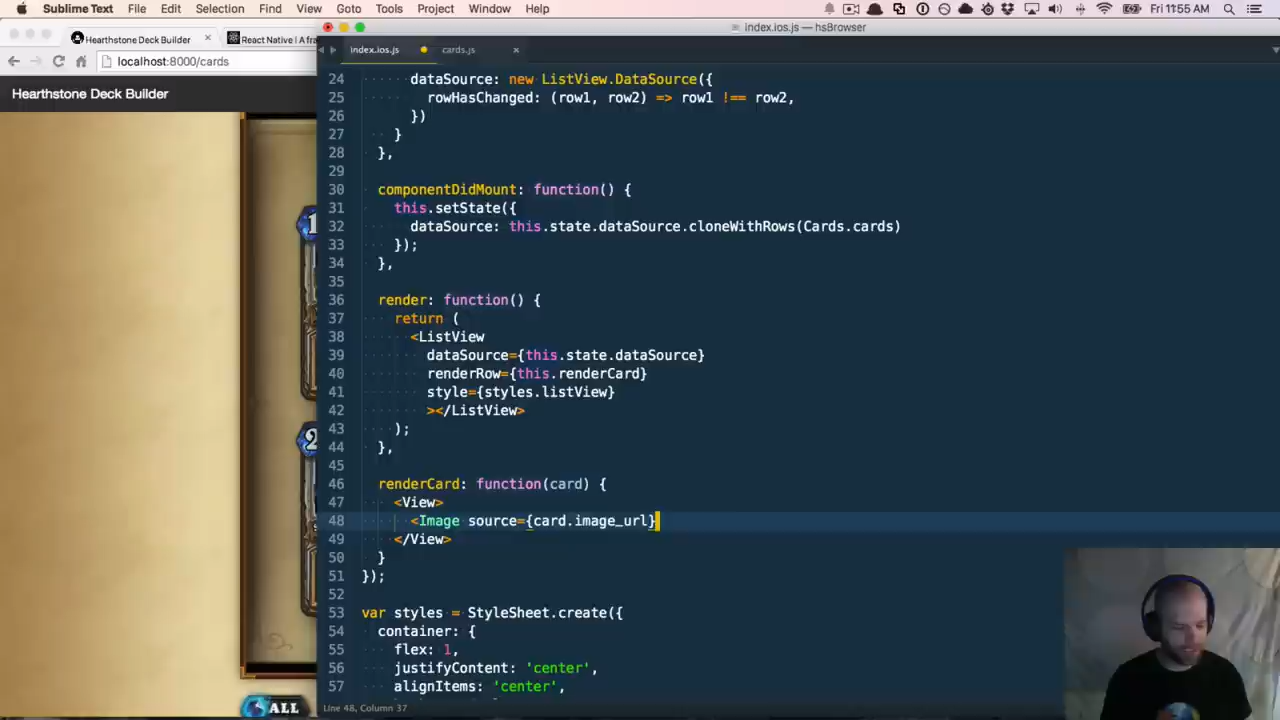 Sublime Text File Edit Selection Find View Goto Tools Project Window Help Fri 11:55 AM
index.ios.js — hsBrowser
Hearthstone Deck Builder
React Native | A fra
index.ios.js cards.js
localhost:8000/cards
Hearthstone Deck Builder
24 dataSource: new ListView.DataSource({
25 rowHasChanged: (row1, row2) => row1 !== row2,
26 })
27 }
28 },
29
30 componentDidMount: function() {
31 this.setState({
32 dataSource: this.state.dataSource.cloneWithRows(Cards.cards)
33 });
34 },
35
36 render: function() {
37 return (
38 <ListView
39 dataSource={this.state.dataSource}
40 renderRow={this.renderCard}
41 style={styles.listView}
42 ></ListView>
43 );
44 },
45
46 renderCard: function(card) {
47 <View>
48 <Image source={card.image_url}
49 </View>
50 }
51 });
52
53 var styles = StyleSheet.create({
54 container: {
55 flex: 1,
56 justifyContent: 'center',
57 alignItems: 'center',
1
2
ALL
Line 48, Column 37